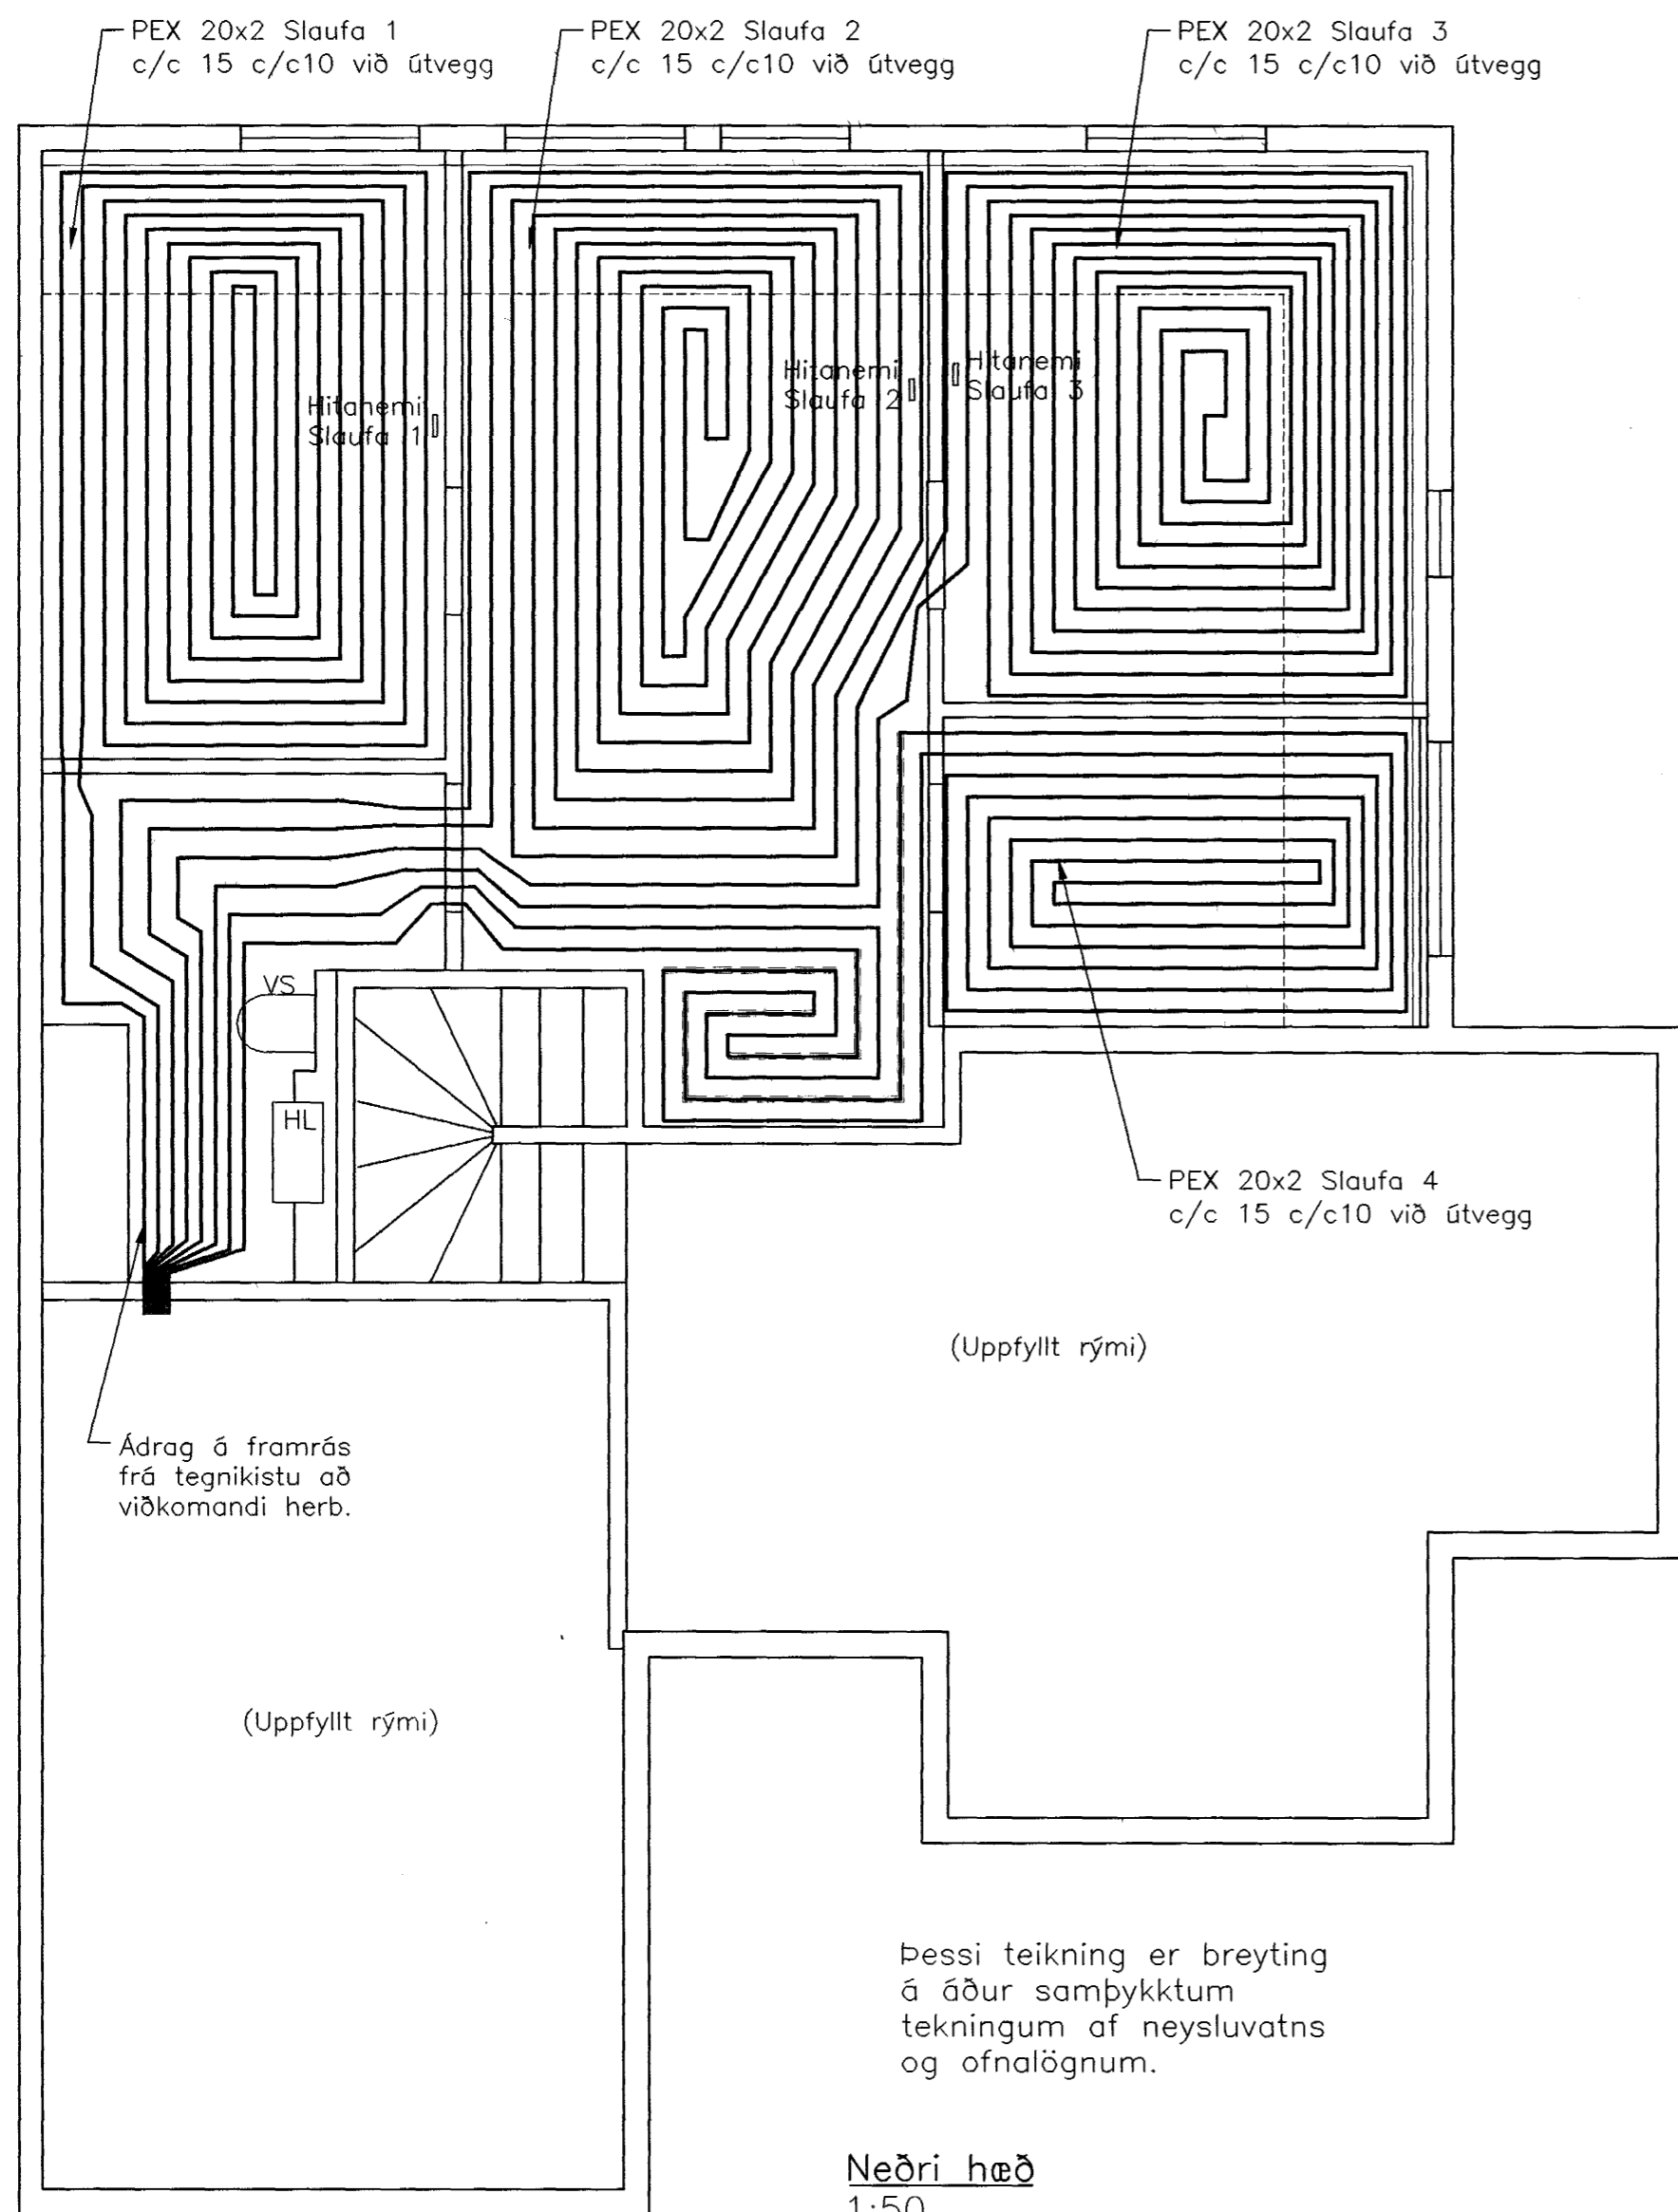 PEX 20x2 Slaufa 1
c/c 15 c/c10 við útvegg
PEX 20x2 Slaufa 2
c/c 15 c/c10 við útvegg
PEX 20x2 Slaufa 3
c/c 15 c/c10 við útvegg
Hitanemi
Slaufa 1
Hitanemi
Slaufa 2
Hitanemi
Slaufa 3
VS
HL
PEX 20x2 Slaufa 4
c/c 15 c/c10 við útvegg
(Uppfyllt rými)
Ádrag á framrás
frá tegnikistu að
viðkomandi herb.
(Uppfyllt rými)
Þessi teikning er breyting
á áður samþykktum
tekningum af neysluvatns
og ofnalögnum.
Neðri hæð
1:50